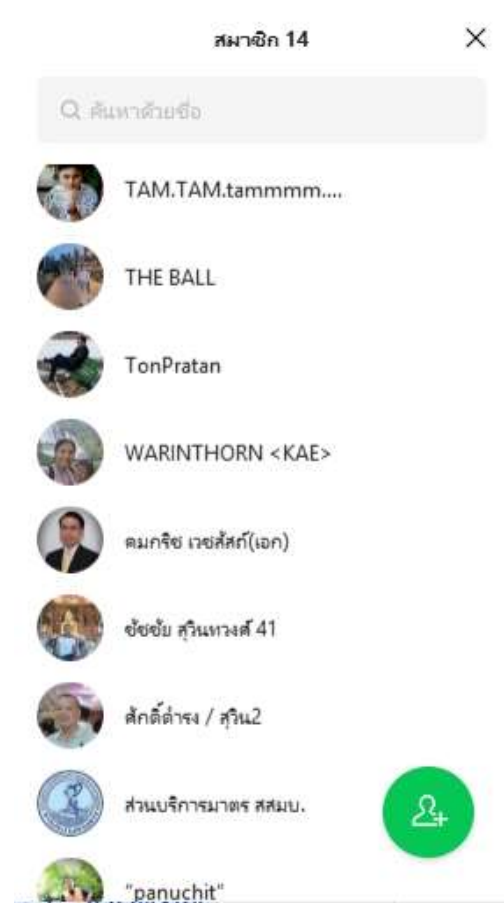 สมาชิก 14
ค้นหาด้วยชื่อ
TAM.TAM.tammmm....
THE BALL
TonPratan
WARINTHORN <KAE>
คมกริช เวชสัสถ์(เอก)
ชัชชัย สุวินทวงศ์ 41
ศักดิ์ดำรง / สุวิน2
ส่วนบริการมาตร สสมบ.
"panuchit"